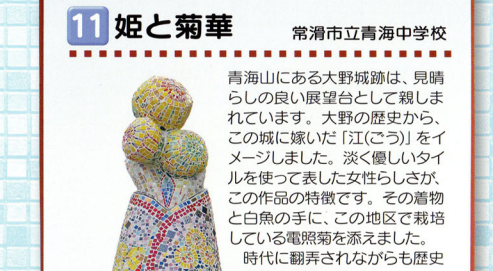 11 姫と菊華 常滑市立青海中学校
青海山にある大野城跡は、見晴
らしの良い展望台として親しま
れています。大野の歴史から、
この城に嫁いだ「江(ごう)」をイ
メージしました。淡く優しいタイ
ルを使って表した女性らしさが、
この作品の特徴です。その着物
と白魚の手に、この地区で栽培
している電照菊を添えました。
時代に翻弄されながらも歴史